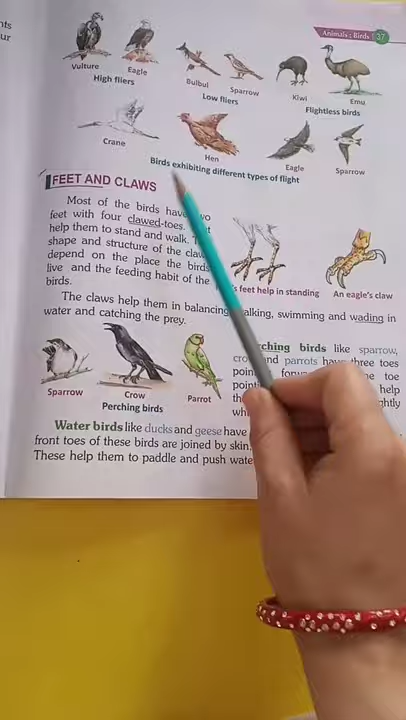 nts
ur
Animals : Birds 37
Vulture
Eagle
High fliers
Bulbul
Sparrow
Low fliers
Kiwi
Emu
Flightless birds
Crane
Hen
Eagle
Sparrow
Birds exhibiting different types of flight
FEET AND CLAWS
Most of the birds have two
feet with four clawed-toes.
help them to stand and walk.
shape and structure of the
depend on the place the birds
live and the feeding habit of the
birds.
feet help in standing
An eagle's claw
The claws help them in balancing, walking, swimming and wading in
water and catching the prey.
Sparrow
Crow
Parrot
Perching birds
birds like sparrow,
and parrots have three toes
toe
help
Water birds like ducks and geese have
front toes of these birds are joined by skin.
These help them to paddle and push